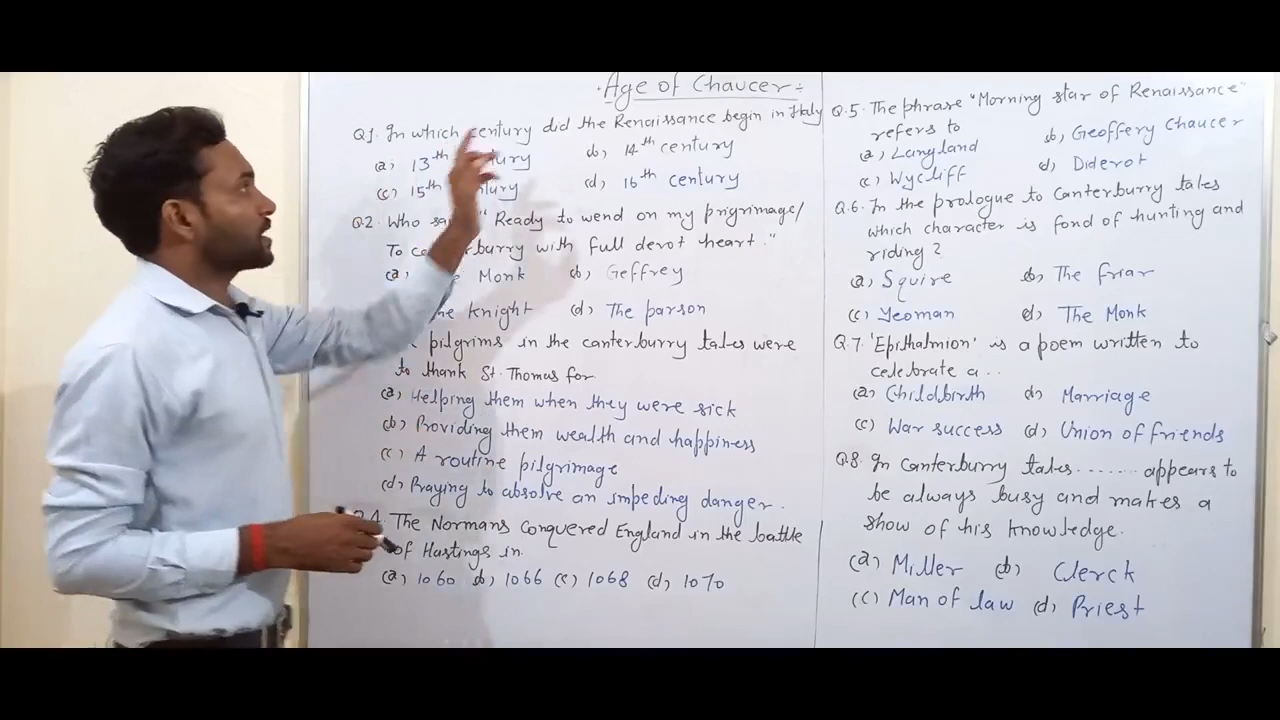 Age of Chaucer :-
Q1. In which century did the Renaissance begin in Italy
(a) 13th century (b) 14th century
(c) 15th century (d) 16th century
Q.2. Who "Ready to wend on my prigrimage/
To canterburry with full devot heart."
(a) Monk (b) Geffrey
Knight (d) The parson
pilgrims in the canterburry tales were
to thank St. Thomas for
(a) Helping them when they were sick
(b) Providing them wealth and happiness
(c) A routine pilgrimage
(d) Praying to absolve an impeding danger.
Q.4. The Normans Conquered England in the battle
of Hastings in
(a) 1060 (b) 1066 (c) 1068 (d) 1070
Q.5. The phrase "Morning star of Renaissance"
refers to
(a) Langland (b) Geoffery Chaucer
(c) Wycliff (d) Diderot
Q.6. In the prologue to Canterburry tales
which character is fond of hunting and
riding ?
(a) Squire (b) The friar
(c) Yeoman (d) The Monk
Q.7. 'Epithalmion' is a poem written to
celebrate a ..
(a) Childbirth (b) Marriage
(c) War success (d) Union of friends
Q.8. In Canterburry tales ........ appears to
be always busy and makes a
show of his knowledge.
(a) Miller (b) Clerck
(c) Man of law (d) Priest